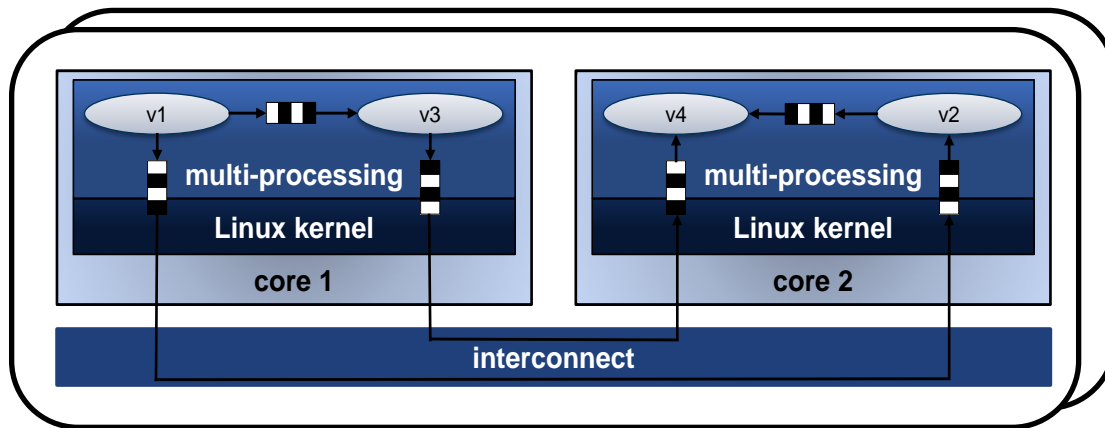 v1
v3
multi-processing
Linux kernel
core 1
v4
v2
multi-processing
Linux kernel
core 2
interconnect